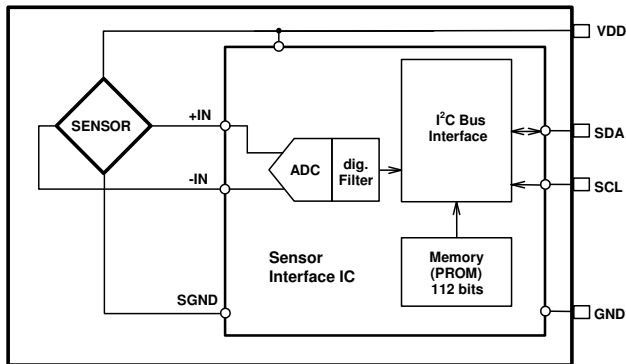 VDD
SENSOR
+IN
I²C Bus
Interface
SDA
ADC
dig.
Filter
-IN
SCL
Sensor
Interface IC
Memory
(PROM)
112 bits
SGND
GND